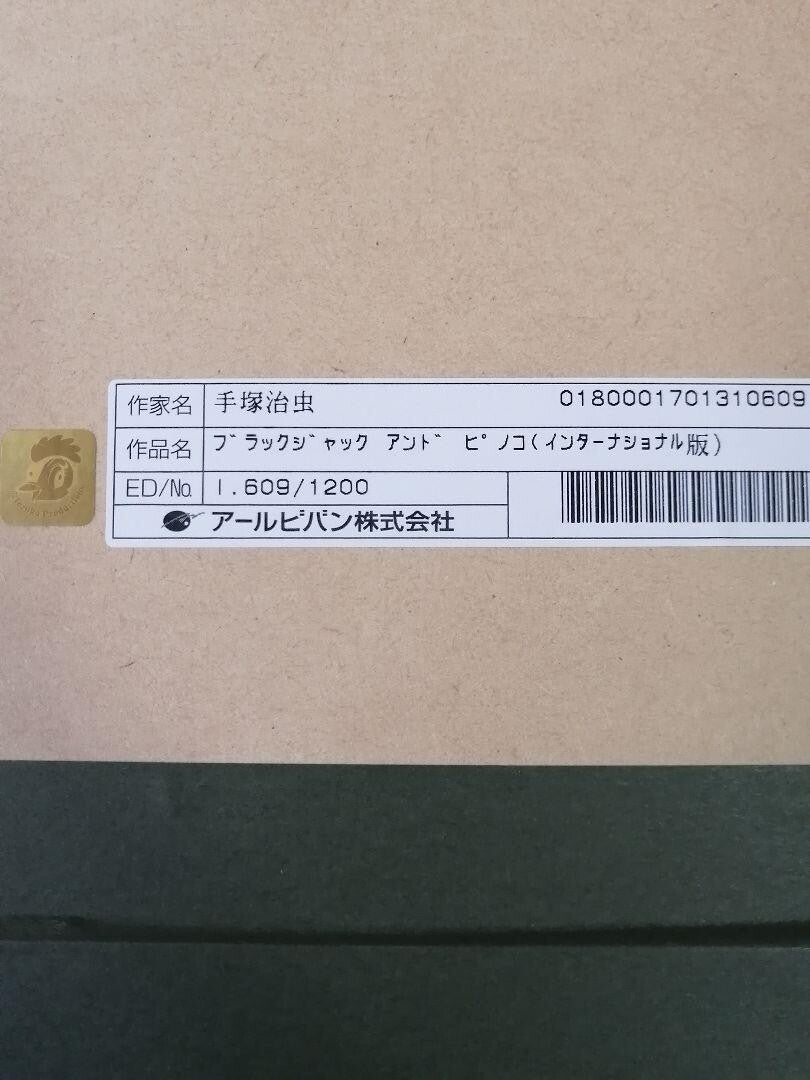 作家名 手塚治虫 0180001701310609
作品名 ﾌﾞﾗｯｸｼﾞｬｯｸ ｱﾝﾄﾞ ﾋﾟﾉｺ(ｲﾝﾀｰﾅｼｮﾅﾙ版)
ED/No. I.609/1200
アールビバン株式会社
Tezuka Productions